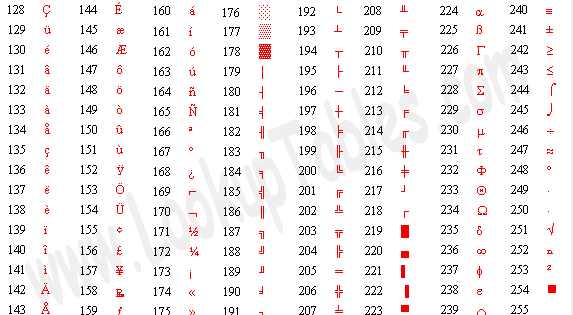 128 Ç 144 É 160 á 176 ░ 192 └ 208 ╨ 224 α 240 ≡
129 ü 145 æ 161 í 177 ▒ 193 ┴ 209 ╤ 225 ß 241 ±
130 é 146 Æ 162 ó 178 ▓ 194 ┬ 210 ╥ 226 Γ 242 ≥
131 â 147 ô 163 ú 179 │ 195 ├ 211 ╙ 227 π 243 ≤
132 ä 148 ö 164 ñ 180 ┤ 196 ─ 212 ╘ 228 Σ 244 ⌠
133 à 149 ò 165 Ñ 181 ╡ 197 ┼ 213 ╒ 229 σ 245 ⌡
134 å 150 û 166 ª 182 ╢ 198 ╞ 214 ╓ 230 µ 246 ÷
135 ç 151 ù 167 º 183 ╖ 199 ╟ 215 ╫ 231 τ 247 ≈
136 ê 152 ÿ 168 ¿ 184 ╕ 200 ╚ 216 ╪ 232 Φ 248 °
137 ë 153 Ö 169 ⌐ 185 ╣ 201 ╔ 217 ┘ 233 Θ 249 ∙
138 è 154 Ü 170 ¬ 186 ║ 202 ╩ 218 ┌ 234 Ω 250 ·
139 ï 155 ¢ 171 ½ 187 ╗ 203 ╦ 219 █ 235 δ 251 √
140 î 156 £ 172 ¼ 188 ╝ 204 ╠ 220 ▄ 236 ∞ 252 ⁿ
141 ì 157 ¥ 173 ¡ 189 ╜ 205 ═ 221 ▌ 237 φ 253 ²
142 Ä 158 ₧ 174 « 190 ╛ 206 ╬ 222 ▐ 238 ε 254 ■
143 Å 159 ƒ 175 » 191 ┐ 207 ╧ 223 ▀ 239 ∩ 255
www.LookupTables.com